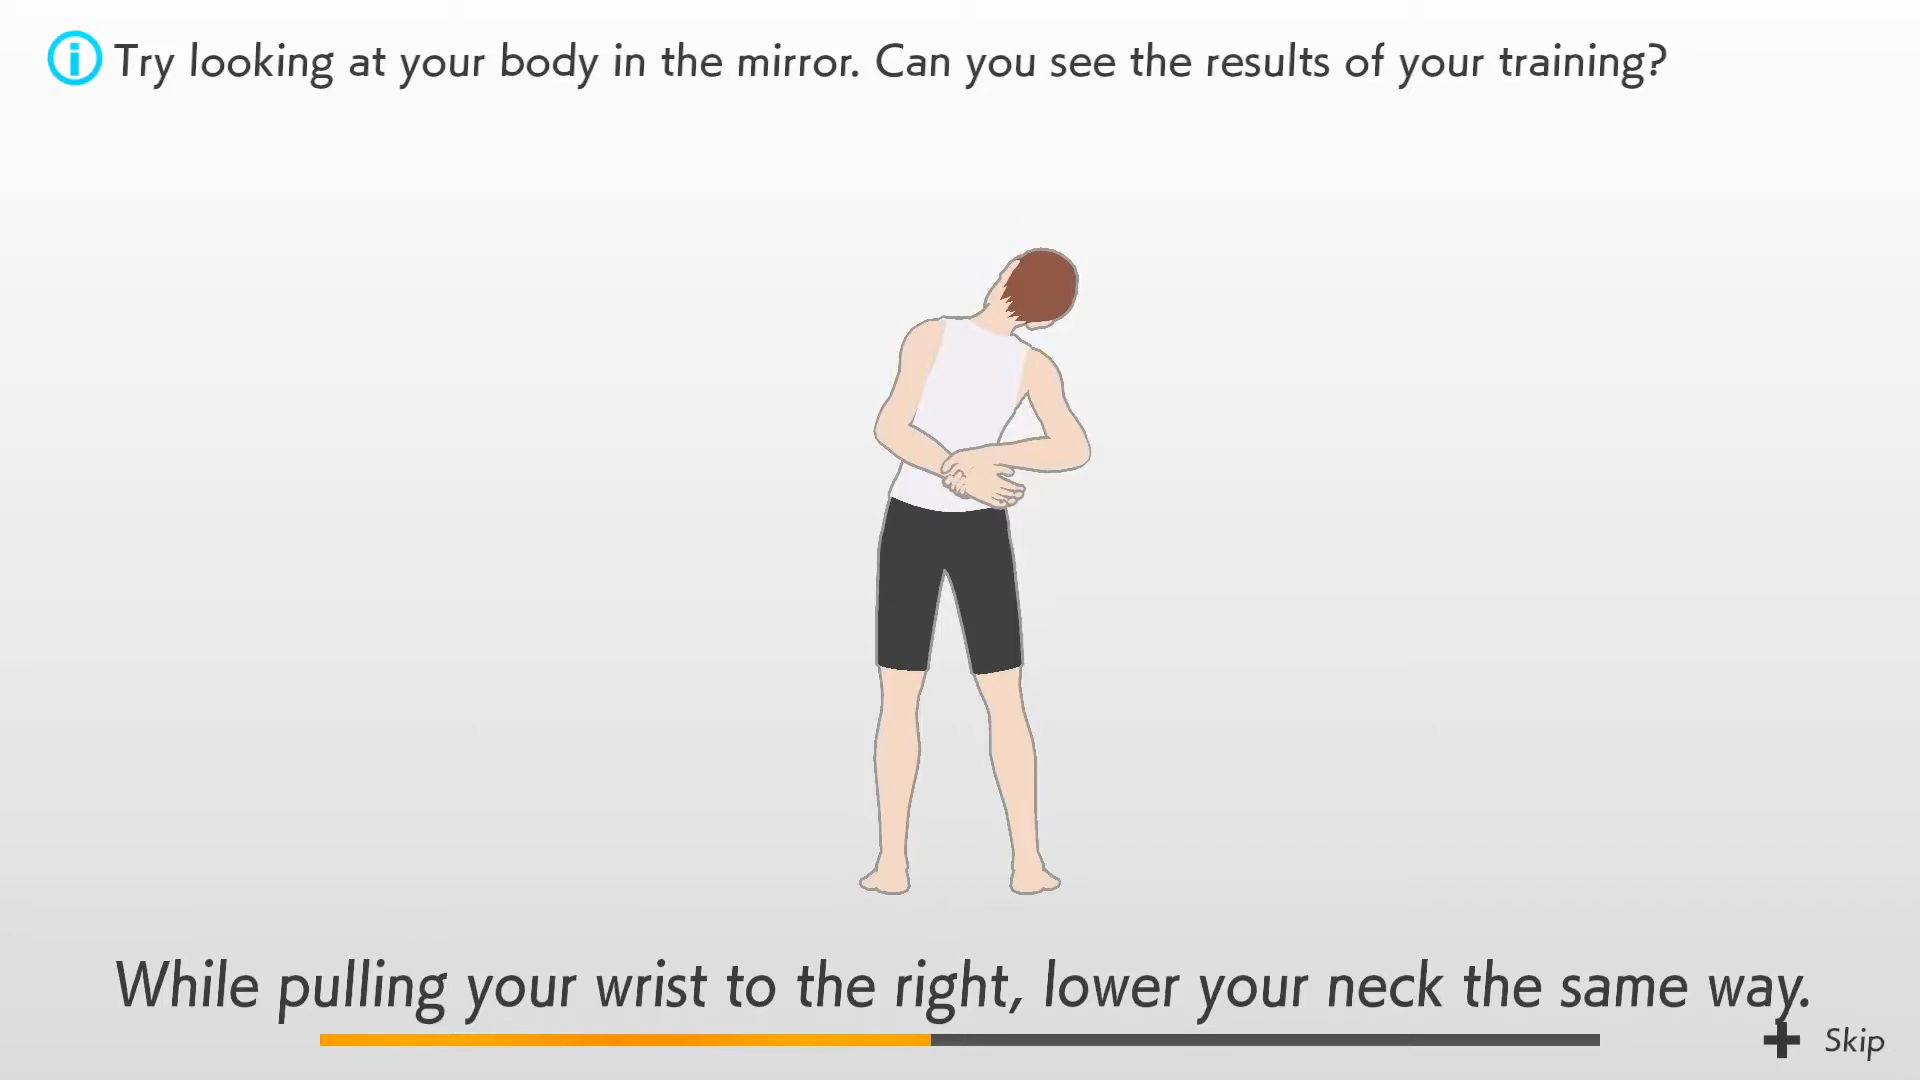 Try looking at your body in the mirror. Can you see the results of your training?
While pulling your wrist to the right, lower your neck the same way.
Skip